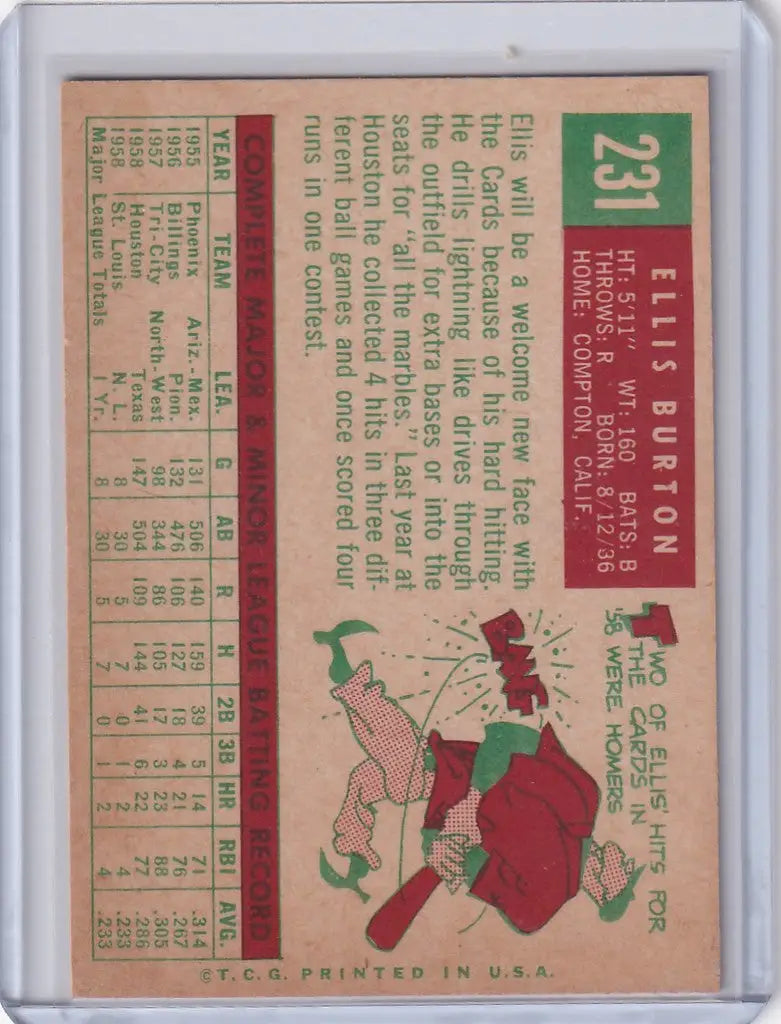 231
ELLIS BURTON
HT: 5'11" WT: 160 BATS: B
THROWS: R BORN: 8/12/36
HOME: COMPTON, CALIF.
Ellis will be a welcome new face with
the Cards because of his hard hitting.
He drills lightning like drives through
the outfield for extra bases or into the
seats for "all the marbles." Last year at
Houston he collected 4 hits in three dif-
ferent ball games and once scored four
runs in one contest.
TWO OF ELLIS' HITS FOR
THE CARDS IN
'58 WERE HOMERS
COMPLETE MAJOR & MINOR LEAGUE BATTING RECORD
YEAR TEAM LEA. G AB R H 2B 3B HR RBI AVG.
1955 Phoenix Ariz.-Mex. 131 506 140 159 39 5 14 71 .314
1956 Billings Pion. 132 476 106 127 18 4 21 76 .267
1957 Tri-City North-West 98 344 86 105 17 3 23 88 .305
1958 Houston Texas 147 504 109 144 41 6 22 77 .286
1958 St. Louis N. L. 8 30 5 7 0 1 2 4 .233
Major League Totals 1 Yr. 8 30 5 7 0 1 2 4 .233
©T.C.G. PRINTED IN U.S.A.